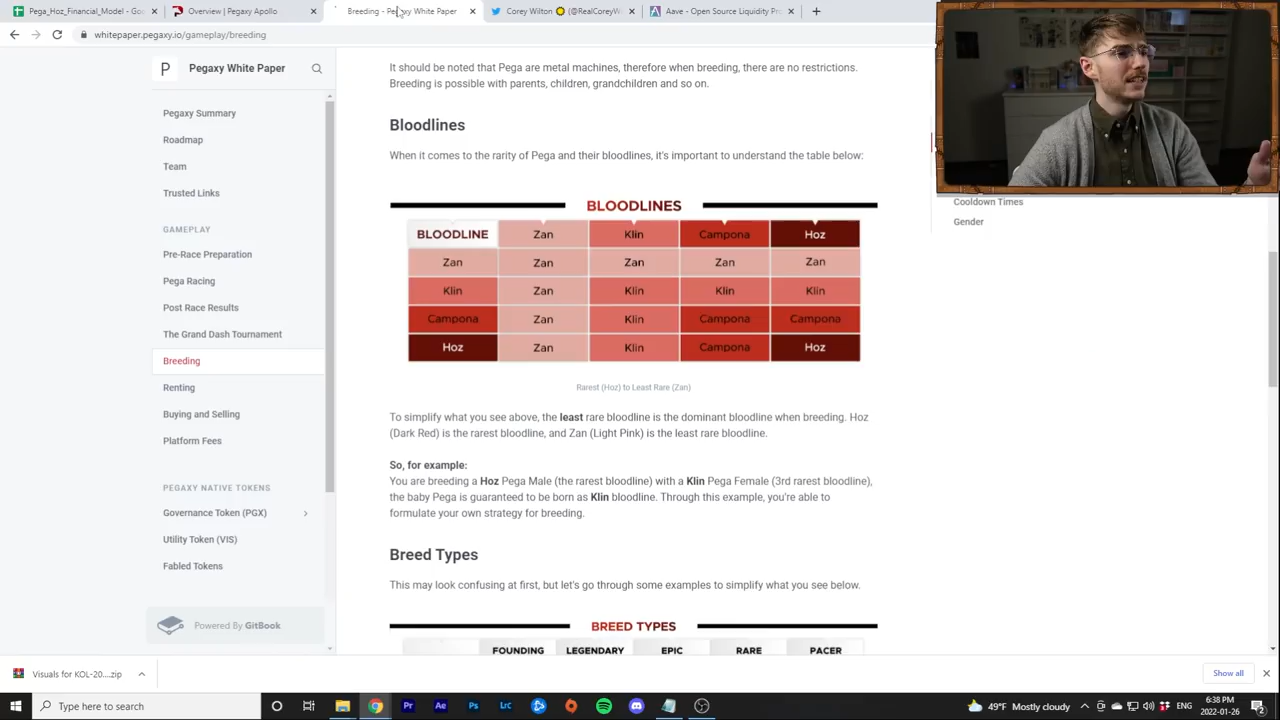 Pega_Hoz_Financial_Model - Goo
Overview | Pegaxy Apollo
Breeding - Pegaxy White Paper
Corey Wilton (@RealCoreyW
Aave - Open Source Liquidity Pro
whitepaper.pegaxy.io/gameplay/breeding
Pegaxy White Paper
Pegaxy Summary
Roadmap
Team
Trusted Links
GAMEPLAY
Pre-Race Preparation
Pega Racing
Post Race Results
The Grand Dash Tournament
Breeding
Renting
Buying and Selling
Platform Fees
PEGAXY NATIVE TOKENS
Governance Token (PGX)
Utility Token (VIS)
Fabled Tokens
Powered By GitBook
It should be noted that Pega are metal machines, therefore when breeding, there are no restrictions.
Breeding is possible with parents, children, grandchildren and so on.
Bloodlines
When it comes to the rarity of Pega and their bloodlines, it's important to understand the table below:
BLOODLINES
BLOODLINE Zan Klin Campona Hoz
Zan Zan Zan Zan Zan
Klin Zan Klin Klin Klin
Campona Zan Klin Campona Campona
Hoz Zan Klin Campona Hoz
Rarest (Hoz) to Least Rare (Zan)
To simplify what you see above, the least rare bloodline is the dominant bloodline when breeding. Hoz
(Dark Red) is the rarest bloodline, and Zan (Light Pink) is the least rare bloodline.
So, for example:
You are breeding a Hoz Pega Male (the rarest bloodline) with a Klin Pega Female (3rd rarest bloodline),
the baby Pega is guaranteed to be born as Klin bloodline. Through this example, you're able to
formulate your own strategy for breeding.
Breed Types
This may look confusing at first, but let's go through some examples to simplify what you see below.
BREED TYPES
FOUNDING LEGENDARY EPIC RARE PACER
Cooldown Times
Gender
Visuals for KOL-20....zip
Show all
Type here to search
Pr
Ae
Ps
Lrc
49°F Mostly cloudy
ENG
6:38 PM
2022-01-26
2